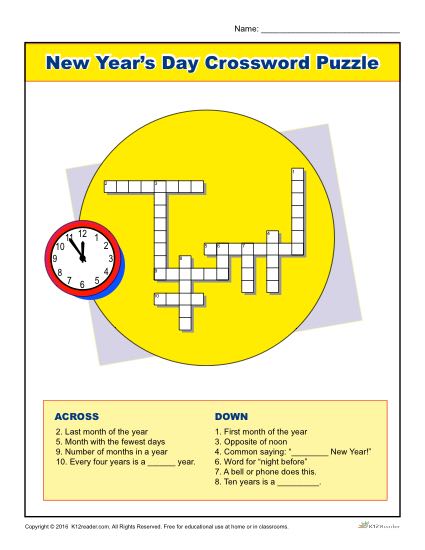 Name: ______________________________
New Year's Day Crossword Puzzle
1
2
3
4
5
6
7
8
9
10
12
1
2
3
4
5
6
7
8
9
10
11
ACROSS
2. Last month of the year
5. Month with the fewest days
9. Number of months in a year
10. Every four years is a ______ year.
DOWN
1. First month of the year
3. Opposite of noon
4. Common saying: "________ New Year!"
6. Word for "night before"
7. A bell or phone does this.
8. Ten years is a _________.
Copyright © 2016 K12reader.com. All Rights Reserved. Free for educational use at home or in classrooms.
K12Reader